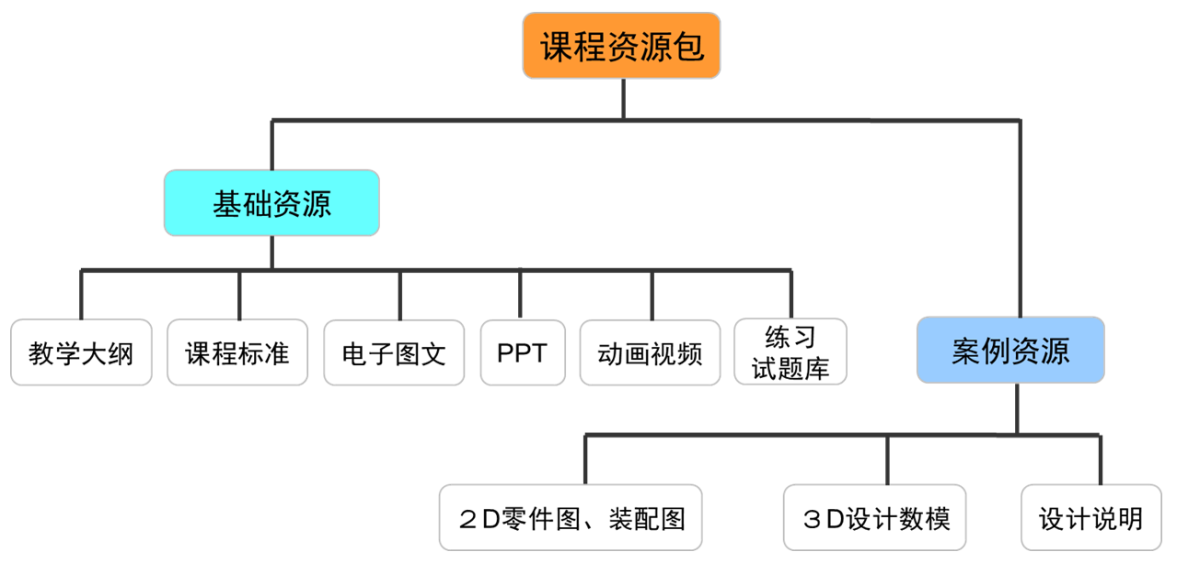 课程资源包
基础资源
教学大纲
课程标准
电子图文
PPT
动画视频
练习
试题库
案例资源
２D零件图、装配图
３D设计数模
设计说明